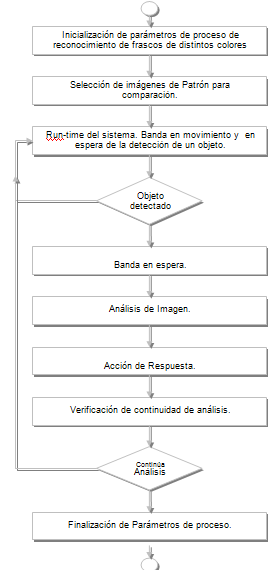 Inicialización de parámetros de proceso de
reconocimiento de frascos de distintos colores
Selección de imágenes de Patrón para
comparación.
Run-time del sistema. Banda en movimiento y en
espera de la detección de un objeto.
Objeto
detectado
Banda en espera.
Análisis de Imagen.
Acción de Respuesta.
Verificación de continuidad de análisis.
Continúa
Análisis
Finalización de Parámetros de proceso.